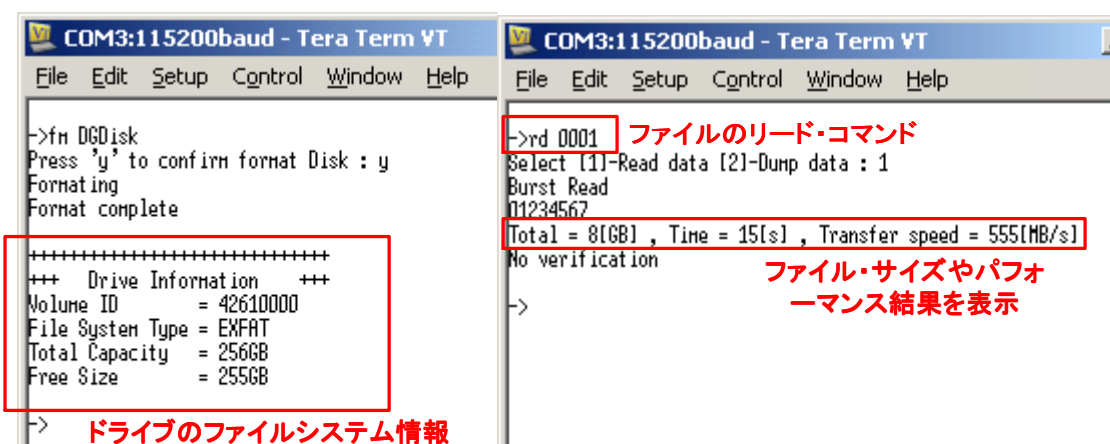 COM3:115200baud - Tera Term VT
File Edit Setup Control Window Help
->fm DGDisk
Press 'y' to confirm format Disk : y
Formating
Format complete
++++++++++++++++++++++++++++++++
+++ Drive Information +++
Volume ID = 42610000
File System Type = EXFAT
Total Capacity = 256GB
Free Size = 255GB
->
ドライブのファイルシステム情報
COM3:115200baud - Tera Term VT
File Edit Setup Control Window Help
->rd 0001
ファイルのリード・コマンド
Select [1]-Read data [2]-Dump data : 1
Burst Read
01234567
Total = 8[GB] , Time = 15[s] , Transfer speed = 555[MB/s]
No verification
ファイル・サイズやパフォ
ーマンス結果を表示
->